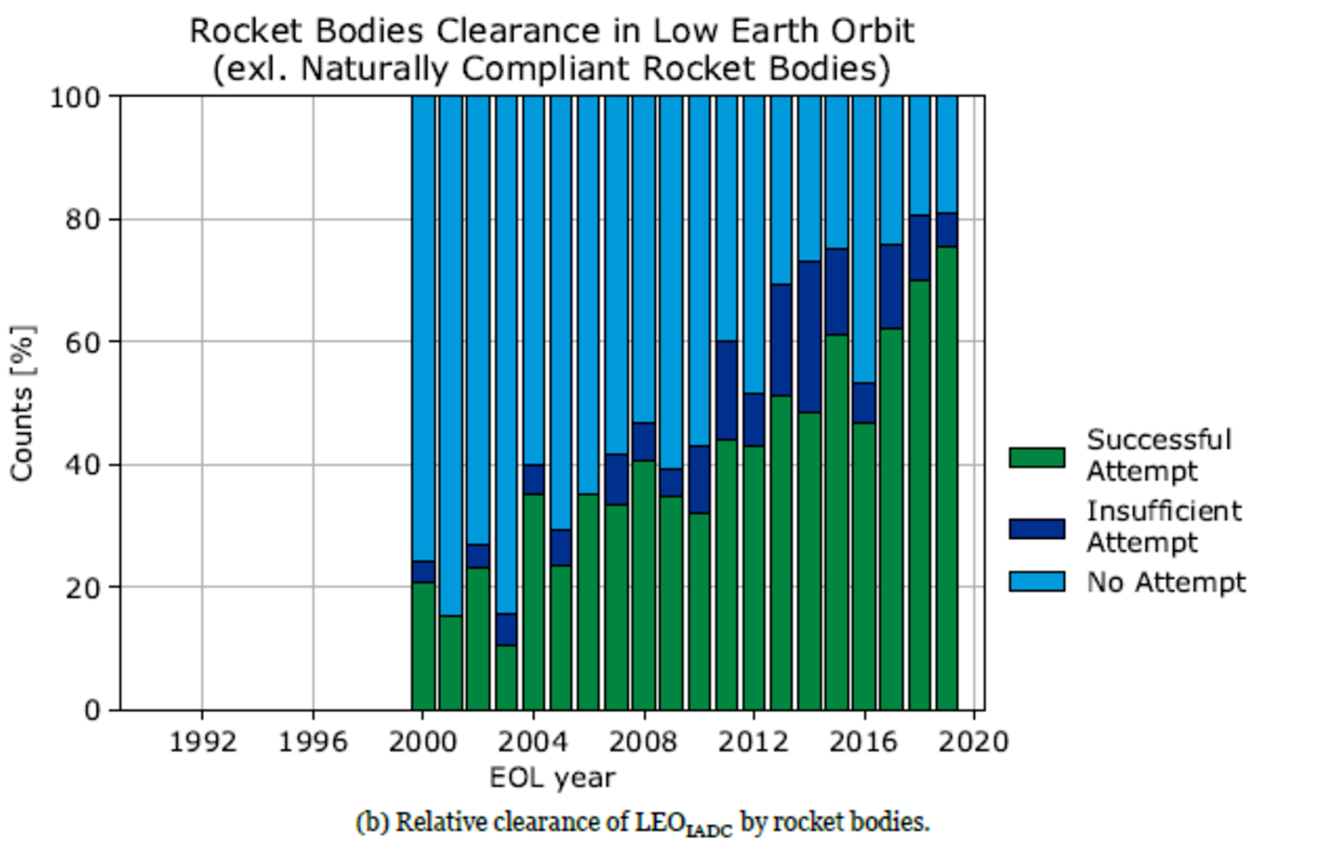 Rocket Bodies Clearance in Low Earth Orbit
(exl. Naturally Compliant Rocket Bodies)
100
80
60
40
20
0
Counts [%]
1992 1996 2000 2004 2008 2012 2016 2020
EOL year
Successful
Attempt
Insufficient
Attempt
No Attempt
(b) Relative clearance of LEO_IADC by rocket bodies.